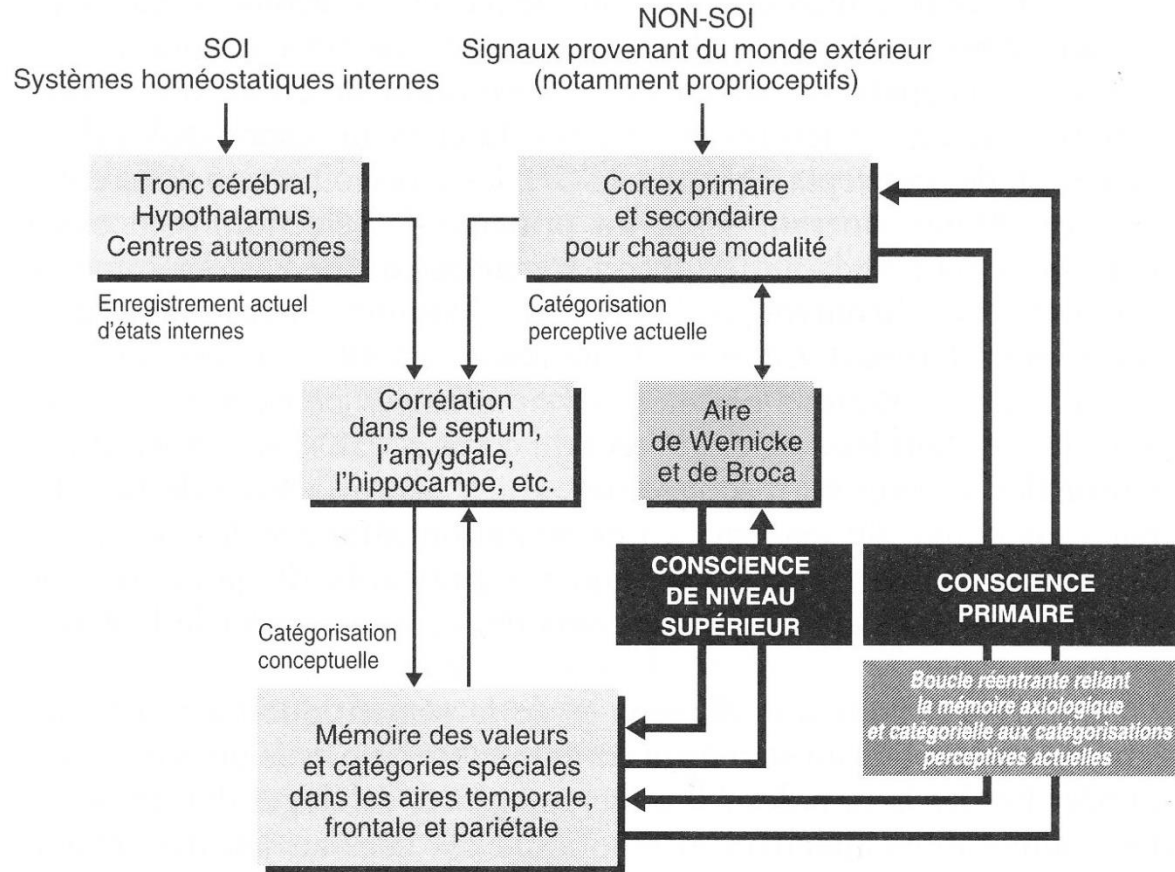 SOI
Systèmes homéostatiques internes
NON-SOI
Signaux provenant du monde extérieur
(notamment proprioceptifs)
Tronc cérébral,
Hypothalamus,
Centres autonomes
Cortex primaire
et secondaire
pour chaque modalité
Enregistrement actuel
d'états internes
Catégorisation
perceptive actuelle
Corrélation
dans le septum,
l'amygdale,
l'hippocampe, etc.
Aire
de Wernicke
et de Broca
CONSCIENCE
DE NIVEAU
SUPÉRIEUR
CONSCIENCE
PRIMAIRE
Catégorisation
conceptuelle
Boucle réentrante reliant
la mémoire axiologique
et catégorielle aux catégorisations
perceptives actuelles
Mémoire des valeurs
et catégories spéciales
dans les aires temporale,
frontale et pariétale